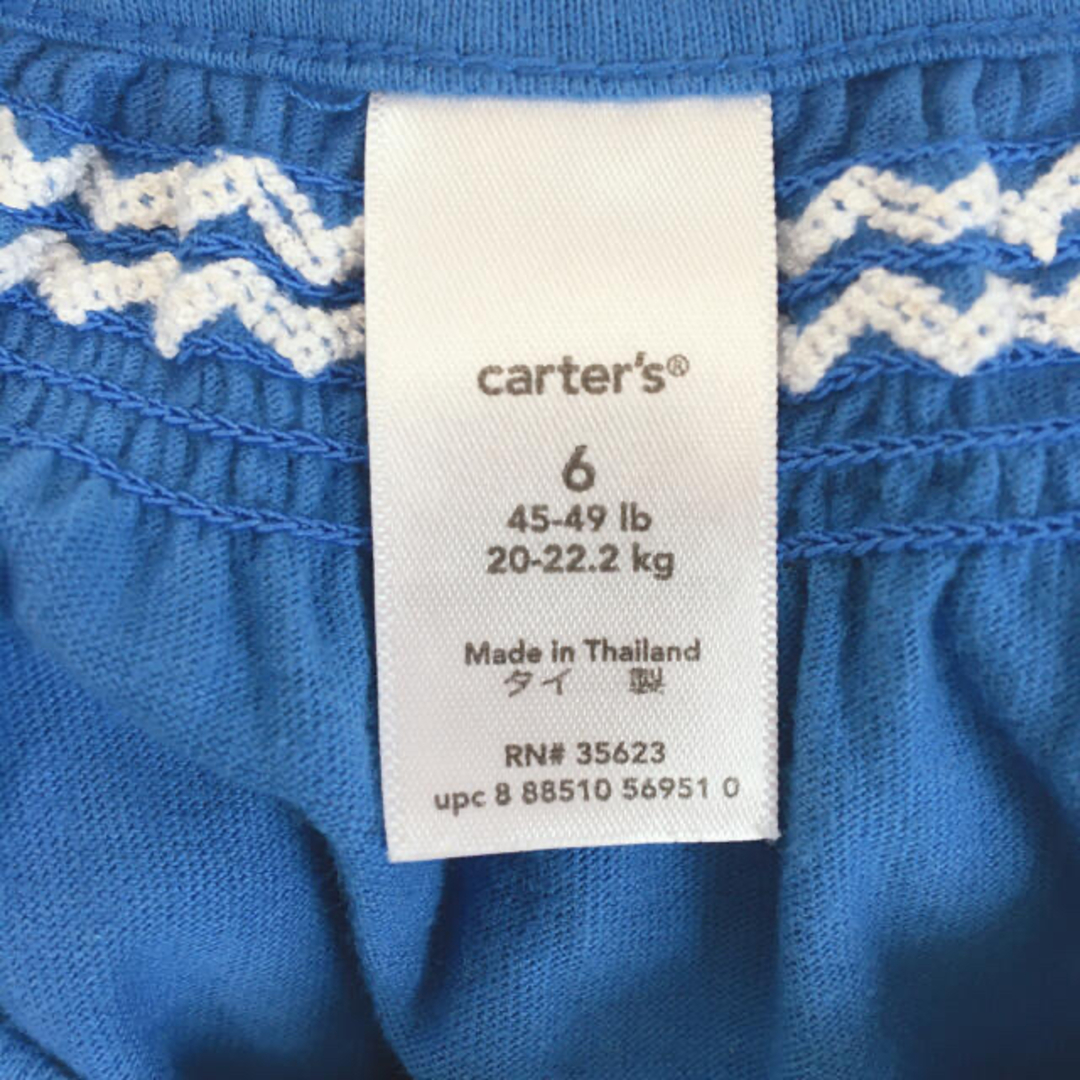 carter's®
6
45-49 lb
20-22.2 kg
Made in Thailand
タイ 製
RN# 35623
upc 8 88510 56951 0